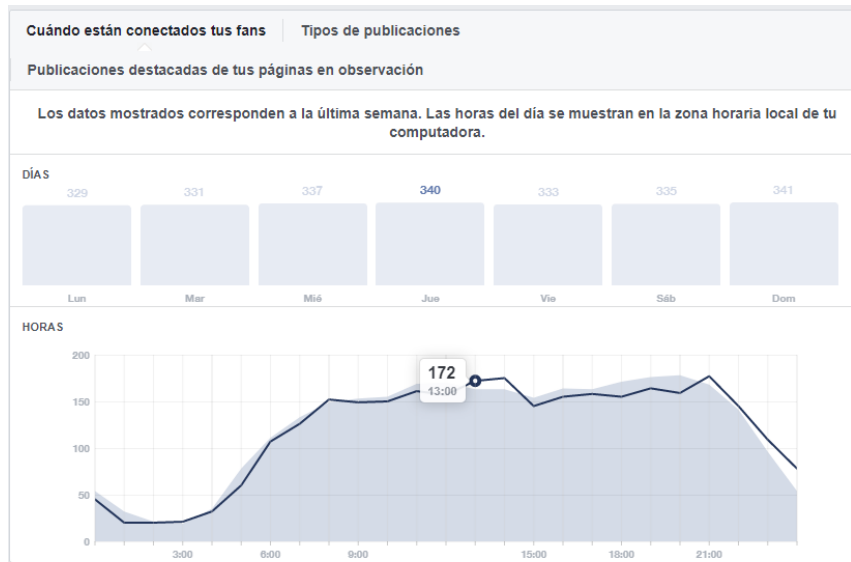 Cuándo están conectados tus fans Tipos de publicaciones
Publicaciones destacadas de tus páginas en observación
Los datos mostrados corresponden a la última semana. Las horas del día se muestran en la zona horaria local de tu
computadora.
DÍAS
329 331 337 340 333 335 341
Lun Mar Mié Jue Vie Sáb Dom
HORAS
200
172
13:00
150
100
50
0
3:00 6:00 9:00 15:00 18:00 21:00